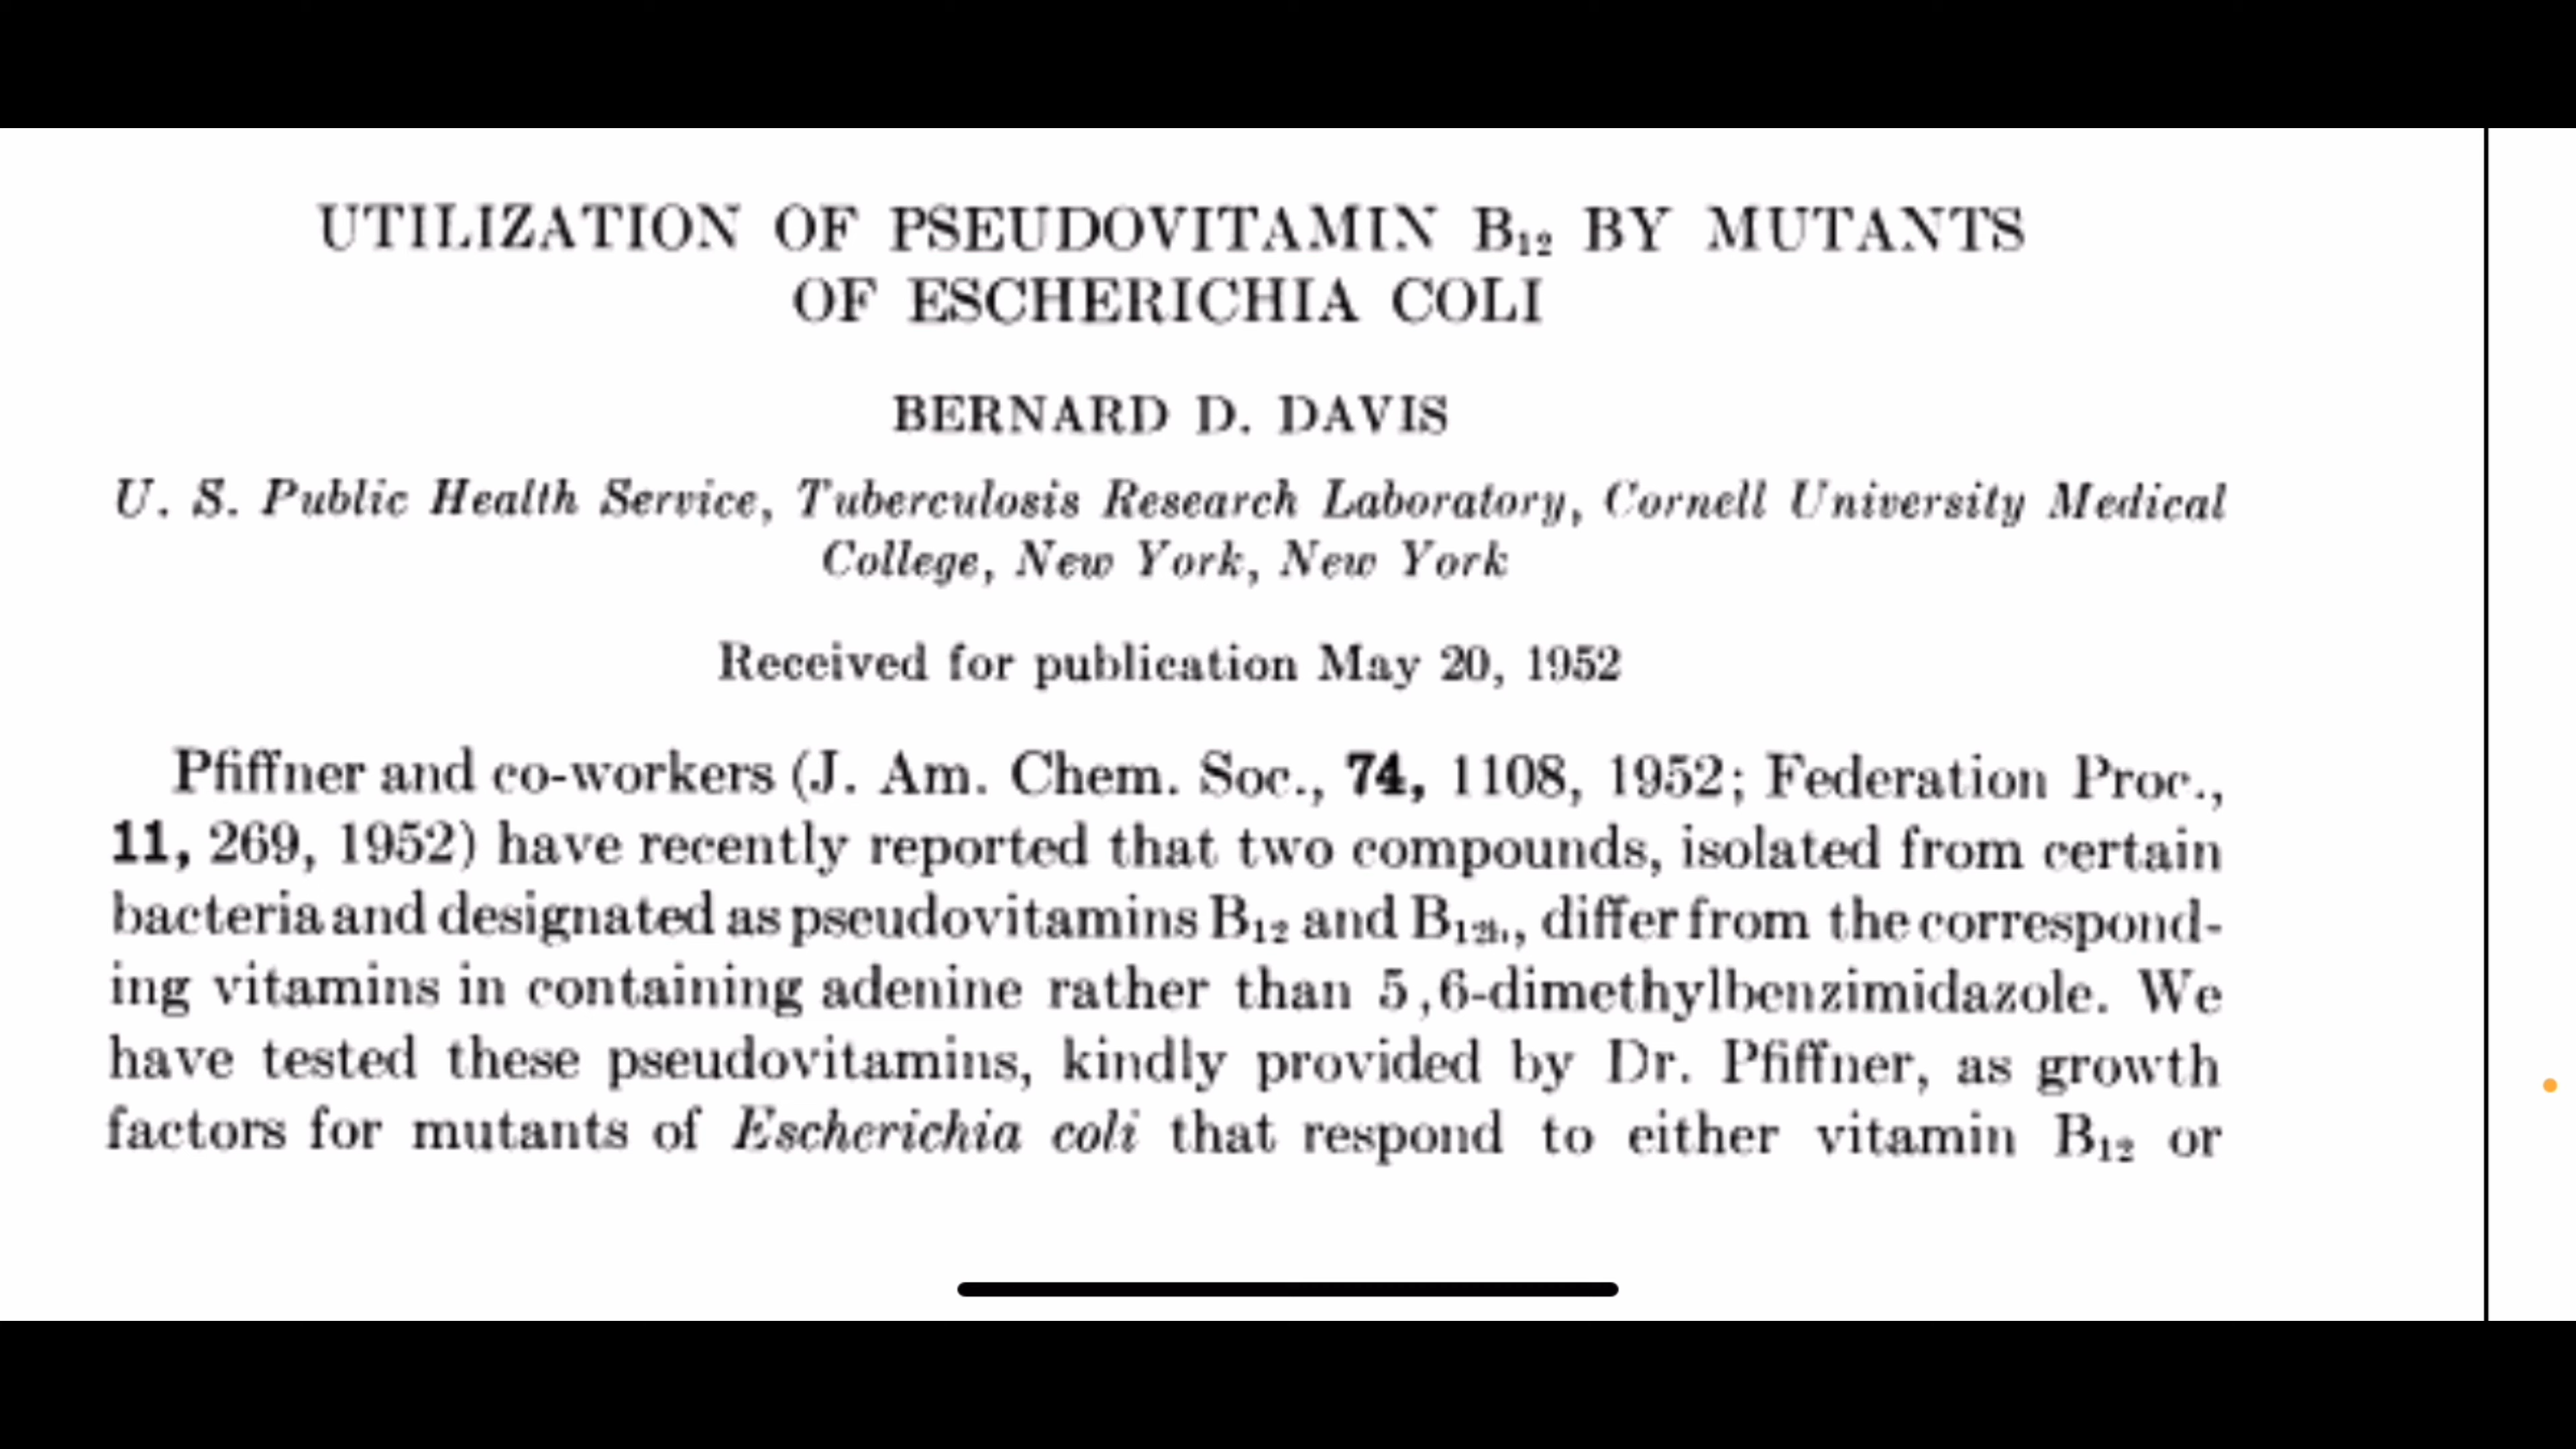 UTILIZATION OF PSEUDOVITAMIN B₁₂ BY MUTANTS
OF ESCHERICHIA COLI
BERNARD D. DAVIS
U. S. Public Health Service, Tuberculosis Research Laboratory, Cornell University Medical
College, New York, New York
Received for publication May 20, 1952
Pfiffner and co-workers (J. Am. Chem. Soc., 74, 1108, 1952; Federation Proc.,
11, 269, 1952) have recently reported that two compounds, isolated from certain
bacteria and designated as pseudovitamins B₁₂ and differ from the correspond-
ing vitamins in containing adenine rather than 5,6-dimethylbenzimidazole. We
have tested these pseudovitamins, kindly provided by Dr. Pfiffner, as growth
factors for mutants of Escherichia coli that respond to either vitamin B₁₂ or